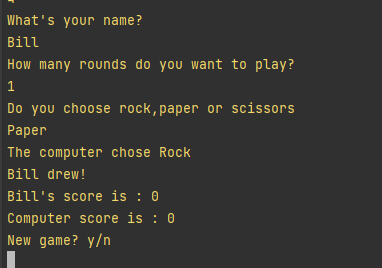 What's your name?
Bill
How many rounds do you want to play?
1
Do you choose rock,paper or scissors
Paper
The computer chose Rock
Bill drew!
Bill's score is : 0
Computer score is : 0
New game? y/n